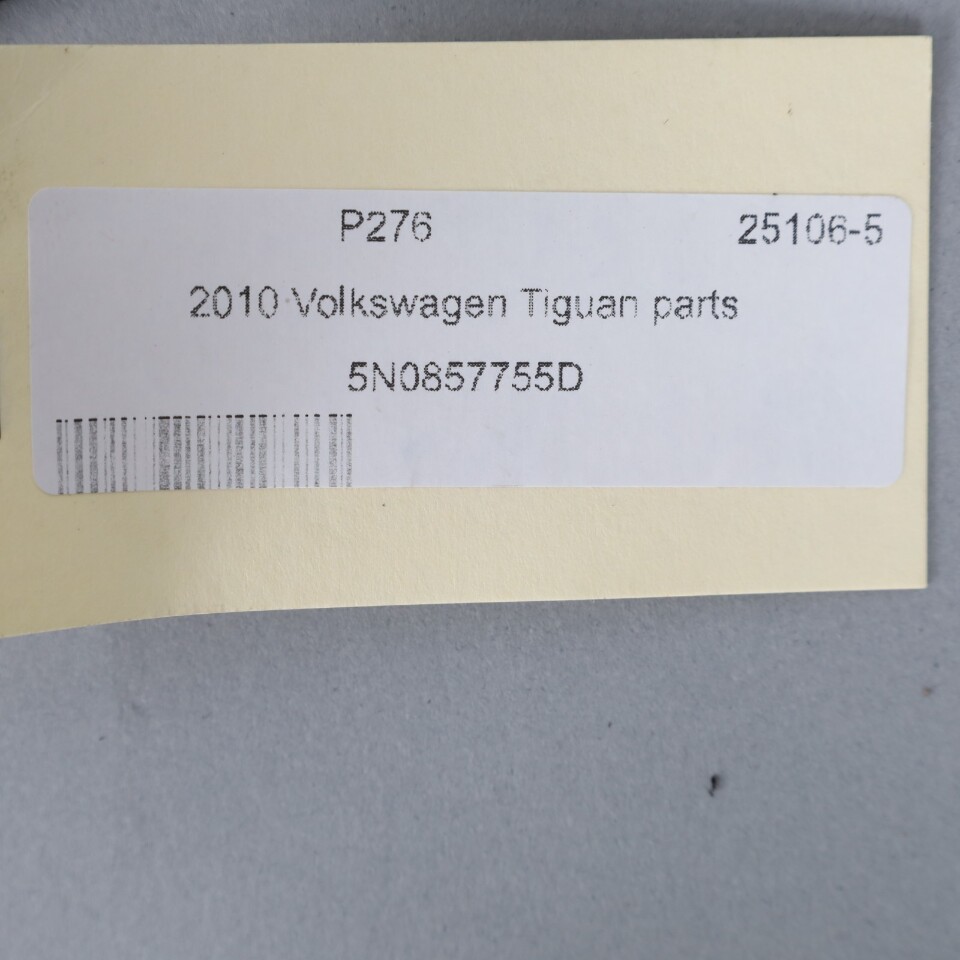 P276 25106-5
2010 Volkswagen Tiguan parts
5N0857755D